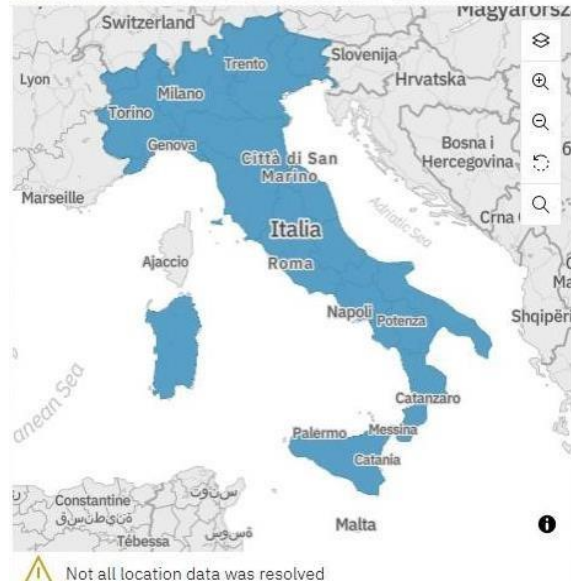 Magyarorsz
Switzerland
Slovenija
Trento
Lyon
Milano
Hrvatska
Torino
Genova
Bosna i
Hercegovina
Città di San
Marino
Marseille
Adriatic Sea
Crna
Italia
Ajaccio
Roma
Napoli
Potenza
Shqipëri
anean Sea
Catanzaro
Palermo
Messina
Catania
Constantine
قسنطينة
سوسة
Tébessa
Malta
Not all location data was resolved